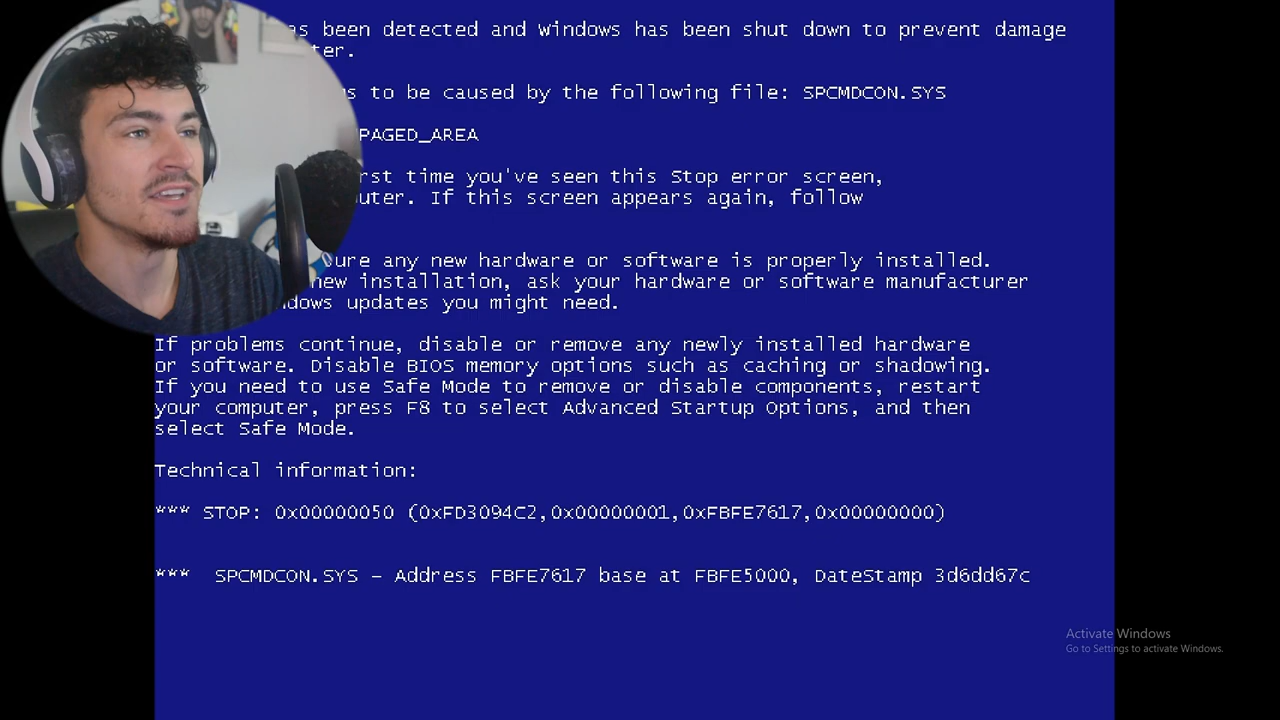 has been detected and Windows has been shut down to prevent damage
ter.
to be caused by the following file: SPCMDCON.SYS
PAGED_AREA
time you've seen this Stop error screen,
If this screen appears again, follow
any new hardware or software is properly installed.
new installation, ask your hardware or software manufacturer
updates you might need.
If problems continue, disable or remove any newly installed hardware
or software. Disable BIOS memory options such as caching or shadowing.
If you need to use Safe Mode to remove or disable components, restart
your computer, press F8 to select Advanced Startup Options, and then
select Safe Mode.
Technical information:
*** STOP: 0x00000050 (0xFD3094C2,0x00000001,0xFBFE7617,0x00000000)
*** SPCMDCON.SYS - Address FBFE7617 base at FBFE5000, DateStamp 3d6dd67c
Activate Windows
Go to Settings to activate Windows.